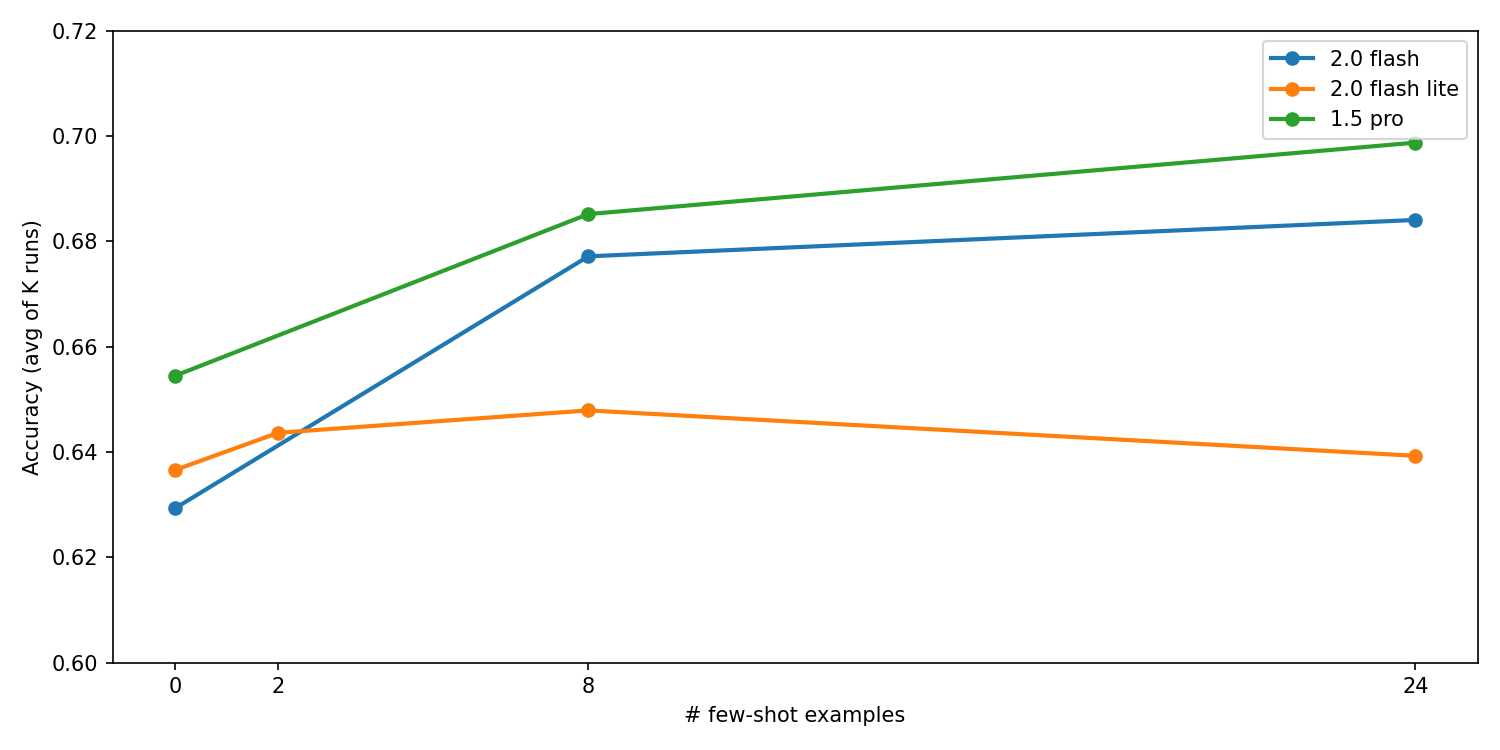 0.72
0.70
0.68
0.66
0.64
0.62
0.60
Accuracy (avg of K runs)
2.0 flash
2.0 flash lite
1.5 pro
0 2 8 24
# few-shot examples